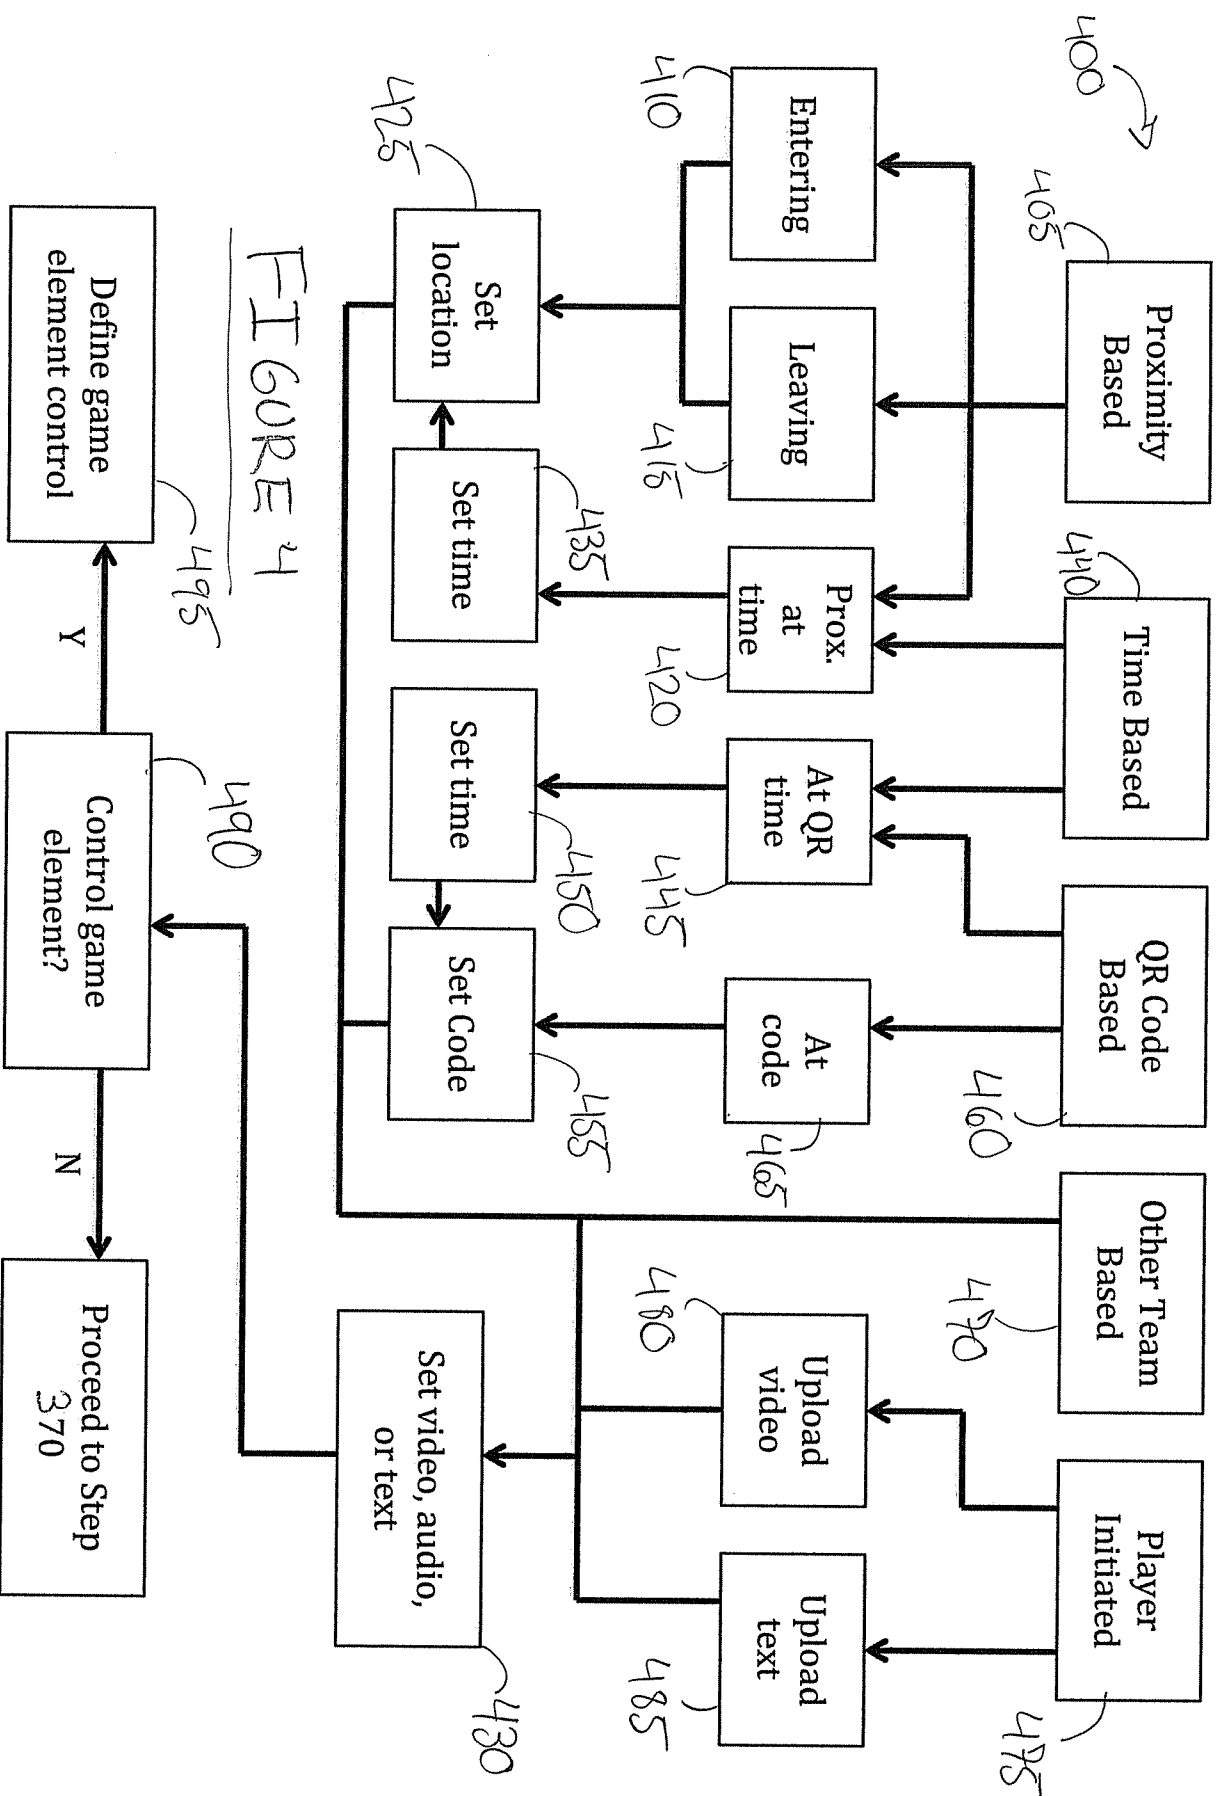 400
405
Proximity
Based
440
Time Based
QR Code
Based
460
Other Team
Based
470
Player
Initiated
475
410
Entering
Leaving
415
Prox.
at
time
420
At QR
time
445
At
code
465
480
Upload
video
Upload
text
485
425
Set
location
Set time
435
Set time
450
Set Code
455
Set video, audio,
or text
430
FIGURE 4
Define game
element control
495
Y
490
Control game
element?
N
Proceed to Step
370